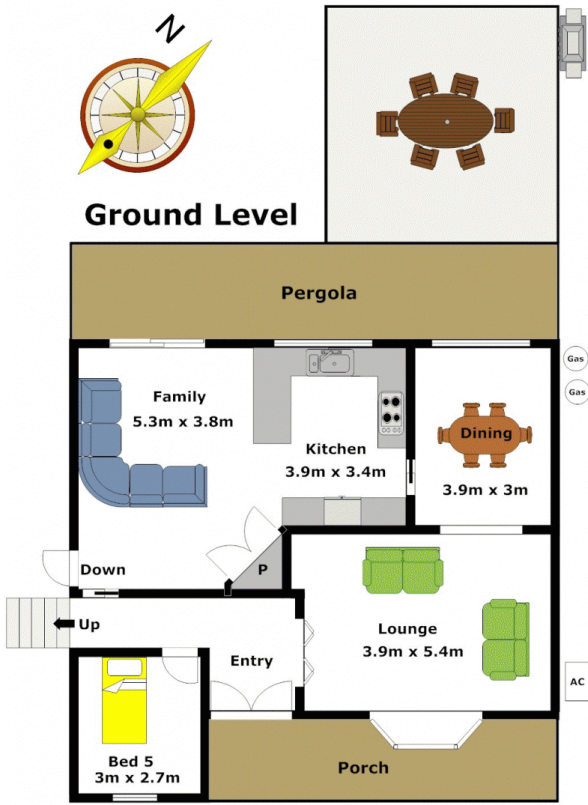 N
Ground Level
Pergola
Gas
Gas
Family
5.3m x 3.8m
Kitchen
3.9m x 3.4m
Dining
3.9m x 3m
Down
P
Up
Lounge
3.9m x 5.4m
Entry
AC
Bed 5
3m x 2.7m
Porch